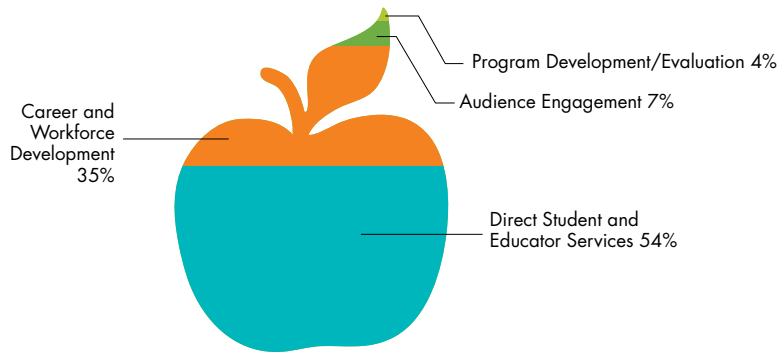 Program Development/Evaluation 4%
Audience Engagement 7%
Career and
Workforce
Development
35%
Direct Student and
Educator Services 54%